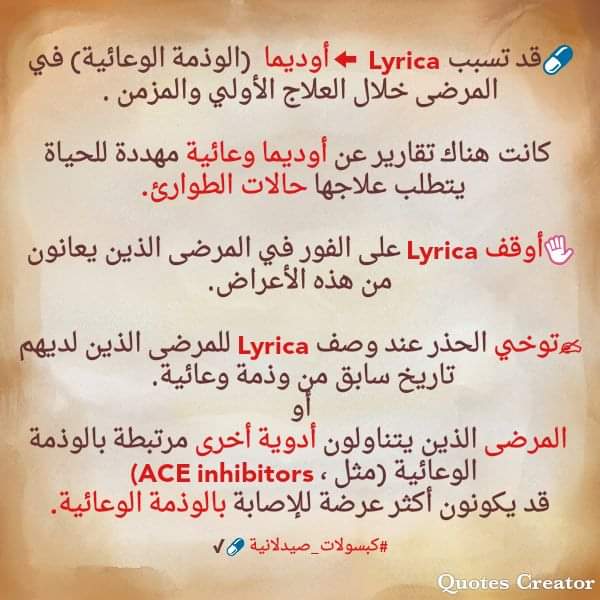 💊قد تسبب Lyrica ⬅ أوديما (الوذمة الوعائية) في
المرضى خلال العلاج الأولي والمزمن .
كانت هناك تقارير عن أوديما وعائية مهددة للحياة
يتطلب علاجها حالات الطوارئ.
👋أوقف Lyrica على الفور في المرضى الذين يعانون
من هذه الأعراض.
✍توخي الحذر عند وصف Lyrica للمرضى الذين لديهم
تاريخ سابق من وذمة وعائية.
أو
المرضى الذين يتناولون أدوية أخرى مرتبطة بالوذمة
الوعائية (مثل ، ACE inhibitors)
قد يكونون أكثر عرضة للإصابة بالوذمة الوعائية.
#كبسولات_صيدلانية 💊√
Quotes Creator